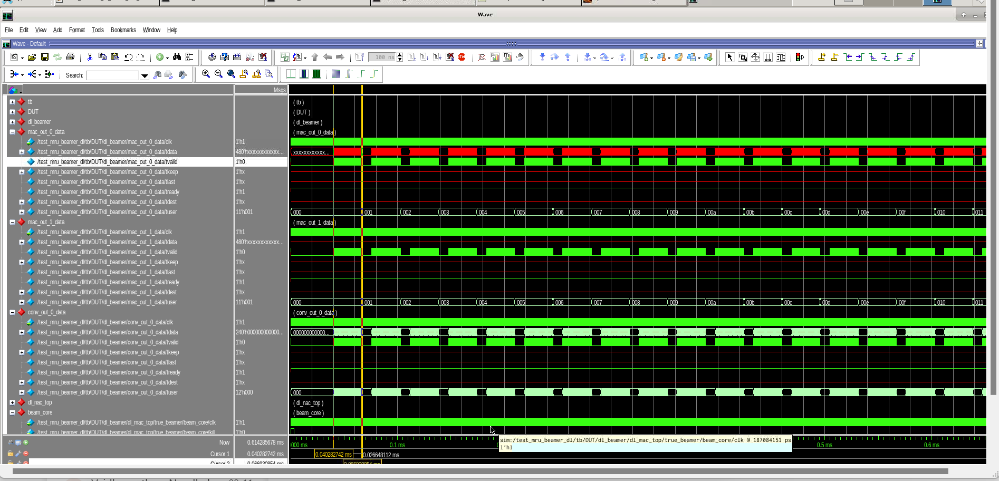 Wave
File Edit View Add Format Tools Bookmarks Window Help
Wave - Default
100 ns
Search:
Msgs
tb ( tb )
DUT ( DUT )
dl_beamer ( dl_beamer )
mac_out_0_data ( mac_out_0_data )
/test_mru_beamer_dl/tb/DUT/dl_beamer/mac_out_0_data/clk 1'h1
/test_mru_beamer_dl/tb/DUT/dl_beamer/mac_out_0_data/tdata 480'hxxxxxxxxxxxx... xxxxxxxxxxxx...
/test_mru_beamer_dl/tb/DUT/dl_beamer/mac_out_0_data/tvalid 1'h0
/test_mru_beamer_dl/tb/DUT/dl_beamer/mac_out_0_data/tkeep 1'hx
/test_mru_beamer_dl/tb/DUT/dl_beamer/mac_out_0_data/tlast 1'hx
/test_mru_beamer_dl/tb/DUT/dl_beamer/mac_out_0_data/tready 1'h1
/test_mru_beamer_dl/tb/DUT/dl_beamer/mac_out_0_data/tdest 1'hx
/test_mru_beamer_dl/tb/DUT/dl_beamer/mac_out_0_data/tuser 11'h001 000 001 002 003 004 005 006 007 008 009 00a 00b 00c 00d 00e 00f 010 011
mac_out_1_data ( mac_out_1_data )
/test_mru_beamer_dl/tb/DUT/dl_beamer/mac_out_1_data/clk 1'h1
/test_mru_beamer_dl/tb/DUT/dl_beamer/mac_out_1_data/tdata 480'hxxxxxxxxxxxx...
/test_mru_beamer_dl/tb/DUT/dl_beamer/mac_out_1_data/tvalid 1'h0
/test_mru_beamer_dl/tb/DUT/dl_beamer/mac_out_1_data/tkeep 1'hx
/test_mru_beamer_dl/tb/DUT/dl_beamer/mac_out_1_data/tlast 1'hx
/test_mru_beamer_dl/tb/DUT/dl_beamer/mac_out_1_data/tready 1'h1
/test_mru_beamer_dl/tb/DUT/dl_beamer/mac_out_1_data/tdest 1'hx
/test_mru_beamer_dl/tb/DUT/dl_beamer/mac_out_1_data/tuser 11'h001 000 001 002 003 004 005 006 007 008 009 00a 00b 00c 00d 00e 00f 010 011
conv_out_0_data ( conv_out_0_data )
/test_mru_beamer_dl/tb/DUT/dl_beamer/conv_out_0_data/clk 1'h1
/test_mru_beamer_dl/tb/DUT/dl_beamer/conv_out_0_data/tdata 240'h000000000000... 000000000000...
/test_mru_beamer_dl/tb/DUT/dl_beamer/conv_out_0_data/tvalid 1'h0
/test_mru_beamer_dl/tb/DUT/dl_beamer/conv_out_0_data/tkeep 1'hx
/test_mru_beamer_dl/tb/DUT/dl_beamer/conv_out_0_data/tlast 1'hx
/test_mru_beamer_dl/tb/DUT/dl_beamer/conv_out_0_data/tready 1'h1
/test_mru_beamer_dl/tb/DUT/dl_beamer/conv_out_0_data/tdest 1'hx
/test_mru_beamer_dl/tb/DUT/dl_beamer/conv_out_0_data/tuser 12'h000 000
dl_nac_top ( dl_nac_top )
beam_core ( beam_core )
/test_mru_beamer_dl/tb/DUT/dl_beamer/dl_mac_top/true_beamer/beam_core/clk 1'h1
/test_mru_beamer_dl/tb/DUT/dl_beamer/dl_mac_top/true_beamer/beam_core/kill 1'h0
Now 0.614285678 ms 000 ms 0.1 ms 0.5 ms 0.6 ms
sim:/test_mru_beamer_dl/tb/DUT/dl_beamer/dl_mac_top/true_beamer/beam_core/clk @ 187084151 ps
1'h1
Cursor 1 0.040282742 ms 0.040282742 ms 0.026648112 ms
Cursor 2 0.066930854 ms 0.066930854 ms